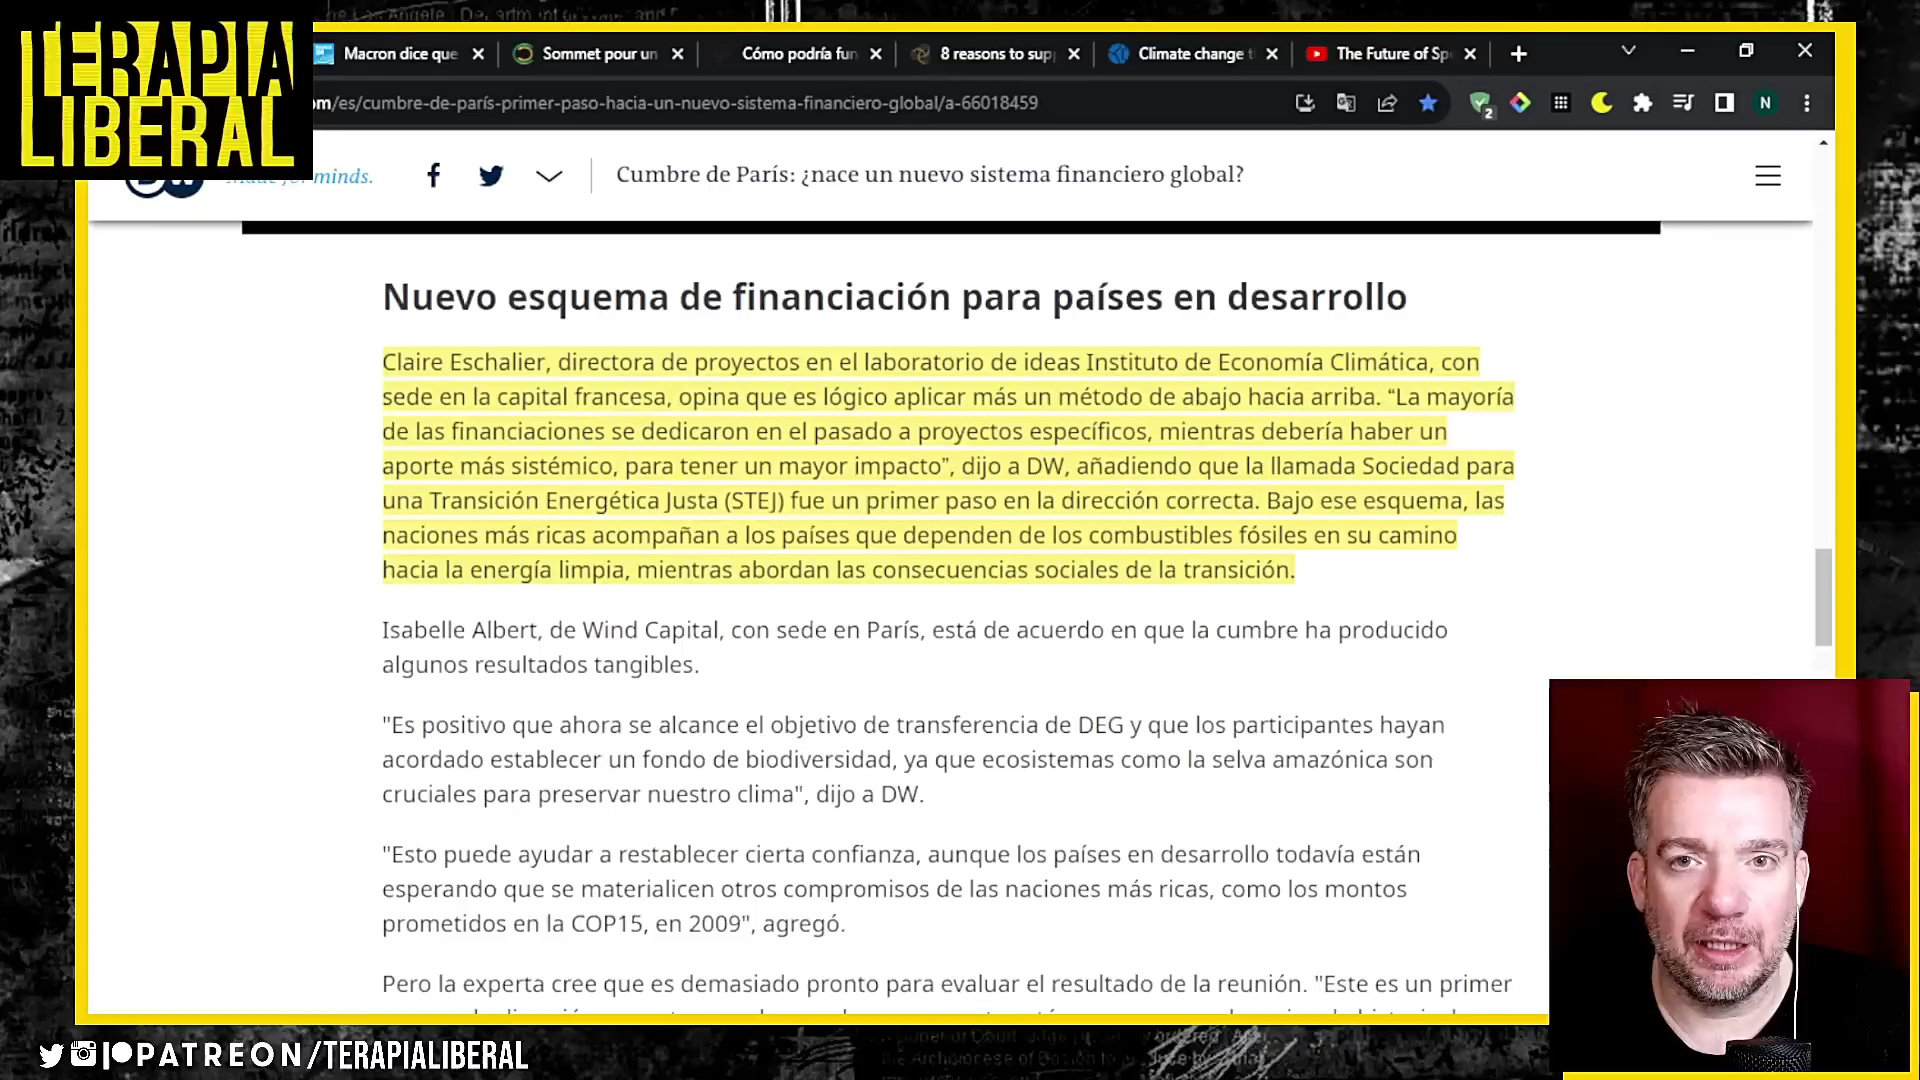 TERAPIA
LIBERAL
Macron dice que
Sommet pour un
Cómo podría fun
8 reasons to sup
Climate change t
The Future of Sp
om/es/cumbre-de-parís-primer-paso-hacia-un-nuevo-sistema-financiero-global/a-66018459
2
N
minds.
Cumbre de París: ¿nace un nuevo sistema financiero global?
Nuevo esquema de financiación para países en desarrollo
Claire Eschalier, directora de proyectos en el laboratorio de ideas Instituto de Economía Climática, con
sede en la capital francesa, opina que es lógico aplicar más un método de abajo hacia arriba. “La mayoría
de las financiaciones se dedicaron en el pasado a proyectos específicos, mientras debería haber un
aporte más sistémico, para tener un mayor impacto”, dijo a DW, añadiendo que la llamada Sociedad para
una Transición Energética Justa (STEJ) fue un primer paso en la dirección correcta. Bajo ese esquema, las
naciones más ricas acompañan a los países que dependen de los combustibles fósiles en su camino
hacia la energía limpia, mientras abordan las consecuencias sociales de la transición.
Isabelle Albert, de Wind Capital, con sede en París, está de acuerdo en que la cumbre ha producido
algunos resultados tangibles.
"Es positivo que ahora se alcance el objetivo de transferencia de DEG y que los participantes hayan
acordado establecer un fondo de biodiversidad, ya que ecosistemas como la selva amazónica son
cruciales para preservar nuestro clima", dijo a DW.
"Esto puede ayudar a restablecer cierta confianza, aunque los países en desarrollo todavía están
esperando que se materialicen otros compromisos de las naciones más ricas, como los montos
prometidos en la COP15, en 2009", agregó.
Pero la experta cree que es demasiado pronto para evaluar el resultado de la reunión. "Este es un primer
PATREON/TERAPIALIBERAL